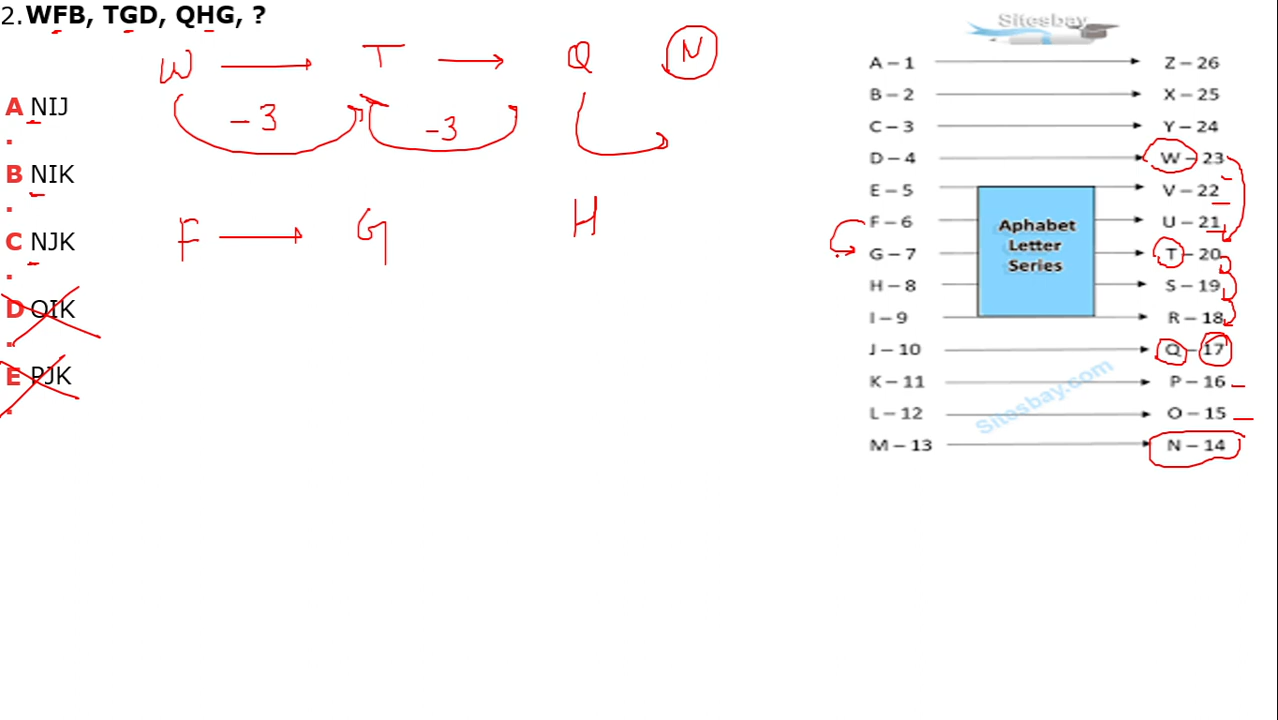 2.WFB, TGD, QHG, ?
W → T → Q N
-3 -3
F → G H
A NIJ
.
B NIK
.
C NJK
.
D OIK
.
E PJK
.
Sitesbay
A – 1 Z – 26
B – 2 X – 25
C – 3 Y – 24
D – 4 W – 23
E – 5 V – 22
F – 6 U – 21
G – 7 T – 20
H – 8 S – 19
I – 9 R – 18
J – 10 Q – 17
K – 11 P – 16
L – 12 O – 15
M – 13 N – 14
Aphabet
Letter
Series
Sitesbay.com